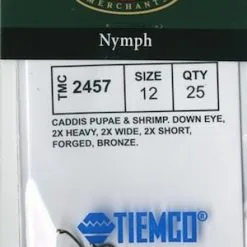 MERCHANTS
Nymph
TMC 2457 SIZE 12 QTY 25
CADDIS PUPAE & SHRIMP. DOWN EYE,
2X HEAVY, 2X WIDE, 2X SHORT,
FORGED, BRONZE.
TIEMCO®